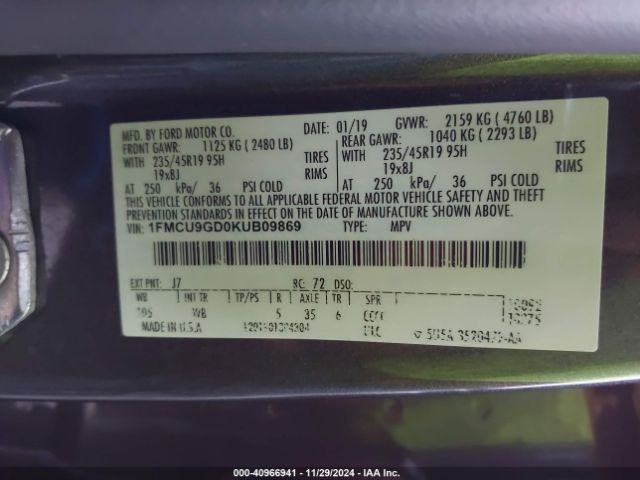 MFD. BY FORD MOTOR CO. DATE: 01/19 GVWR: 2159 KG ( 4760 LB)
FRONT GAWR: 1125 KG ( 2480 LB) REAR GAWR: 1040 KG ( 2293 LB)
WITH 235/45R19 95H TIRES WITH 235/45R19 95H TIRES
19x8J RIMS 19x8J RIMS
AT 250 kPa/ 36 PSI COLD AT 250 kPa/ 36 PSI COLD
THIS VEHICLE CONFORMS TO ALL APPLICABLE FEDERAL MOTOR VEHICLE SAFETY AND THEFT
PREVENTION STANDARDS IN EFFECT ON THE DATE OF MANUFACTURE SHOWN ABOVE.
VIN: 1FMCU9GD0KUB09869 TYPE: MPV
EXT PNT: J7 RC: 72 DSO:
WB INT TR TP/PS R AXLE TR SPR
WB 5 35 6
MADE IN U.S.A
000-40966941 - 11/29/2024 - IAA